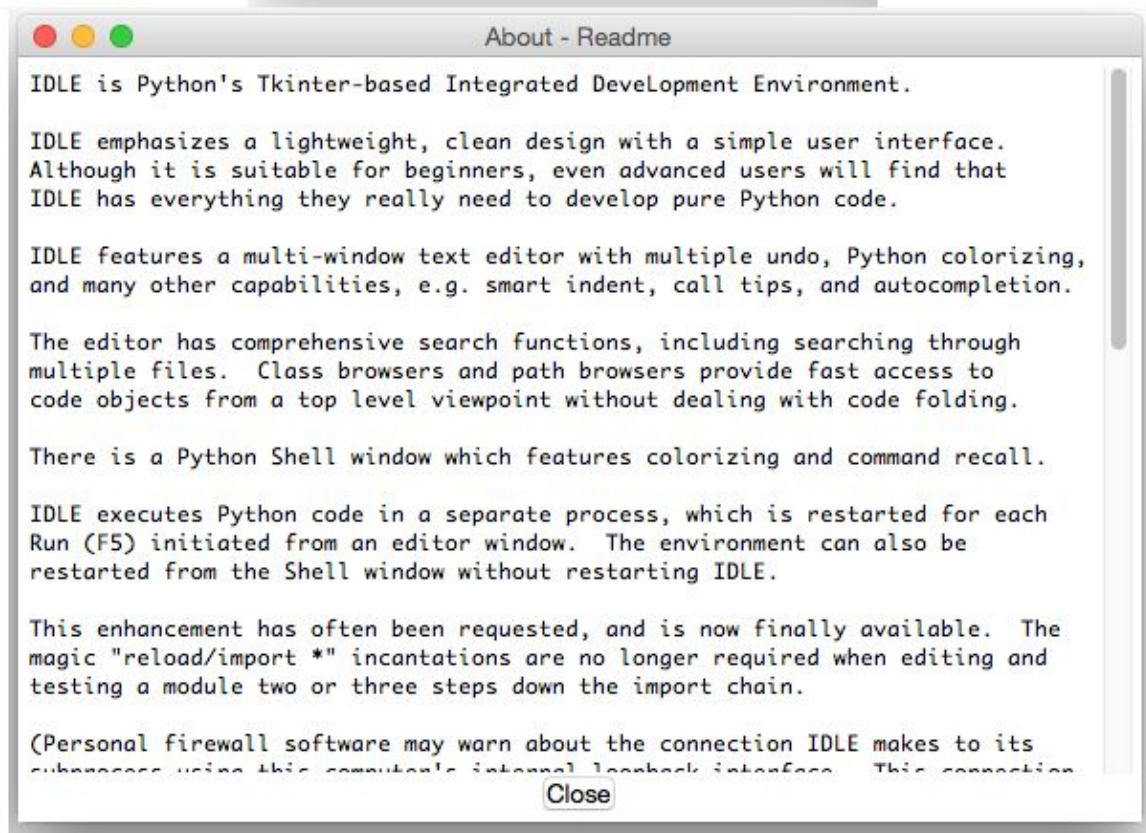 About - Readme
IDLE is Python's Tkinter-based Integrated DeveLopment Environment.
IDLE emphasizes a lightweight, clean design with a simple user interface.
Although it is suitable for beginners, even advanced users will find that
IDLE has everything they really need to develop pure Python code.
IDLE features a multi-window text editor with multiple undo, Python colorizing,
and many other capabilities, e.g. smart indent, call tips, and autocompletion.
The editor has comprehensive search functions, including searching through
multiple files.  Class browsers and path browsers provide fast access to
code objects from a top level viewpoint without dealing with code folding.
There is a Python Shell window which features colorizing and command recall.
IDLE executes Python code in a separate process, which is restarted for each
Run (F5) initiated from an editor window.  The environment can also be
restarted from the Shell window without restarting IDLE.
This enhancement has often been requested, and is now finally available.  The
magic "reload/import *" incantations are no longer required when editing and
testing a module two or three steps down the import chain.
(Personal firewall software may warn about the connection IDLE makes to its
subprocess using this computer's internal loopback interface.  This connection
Close